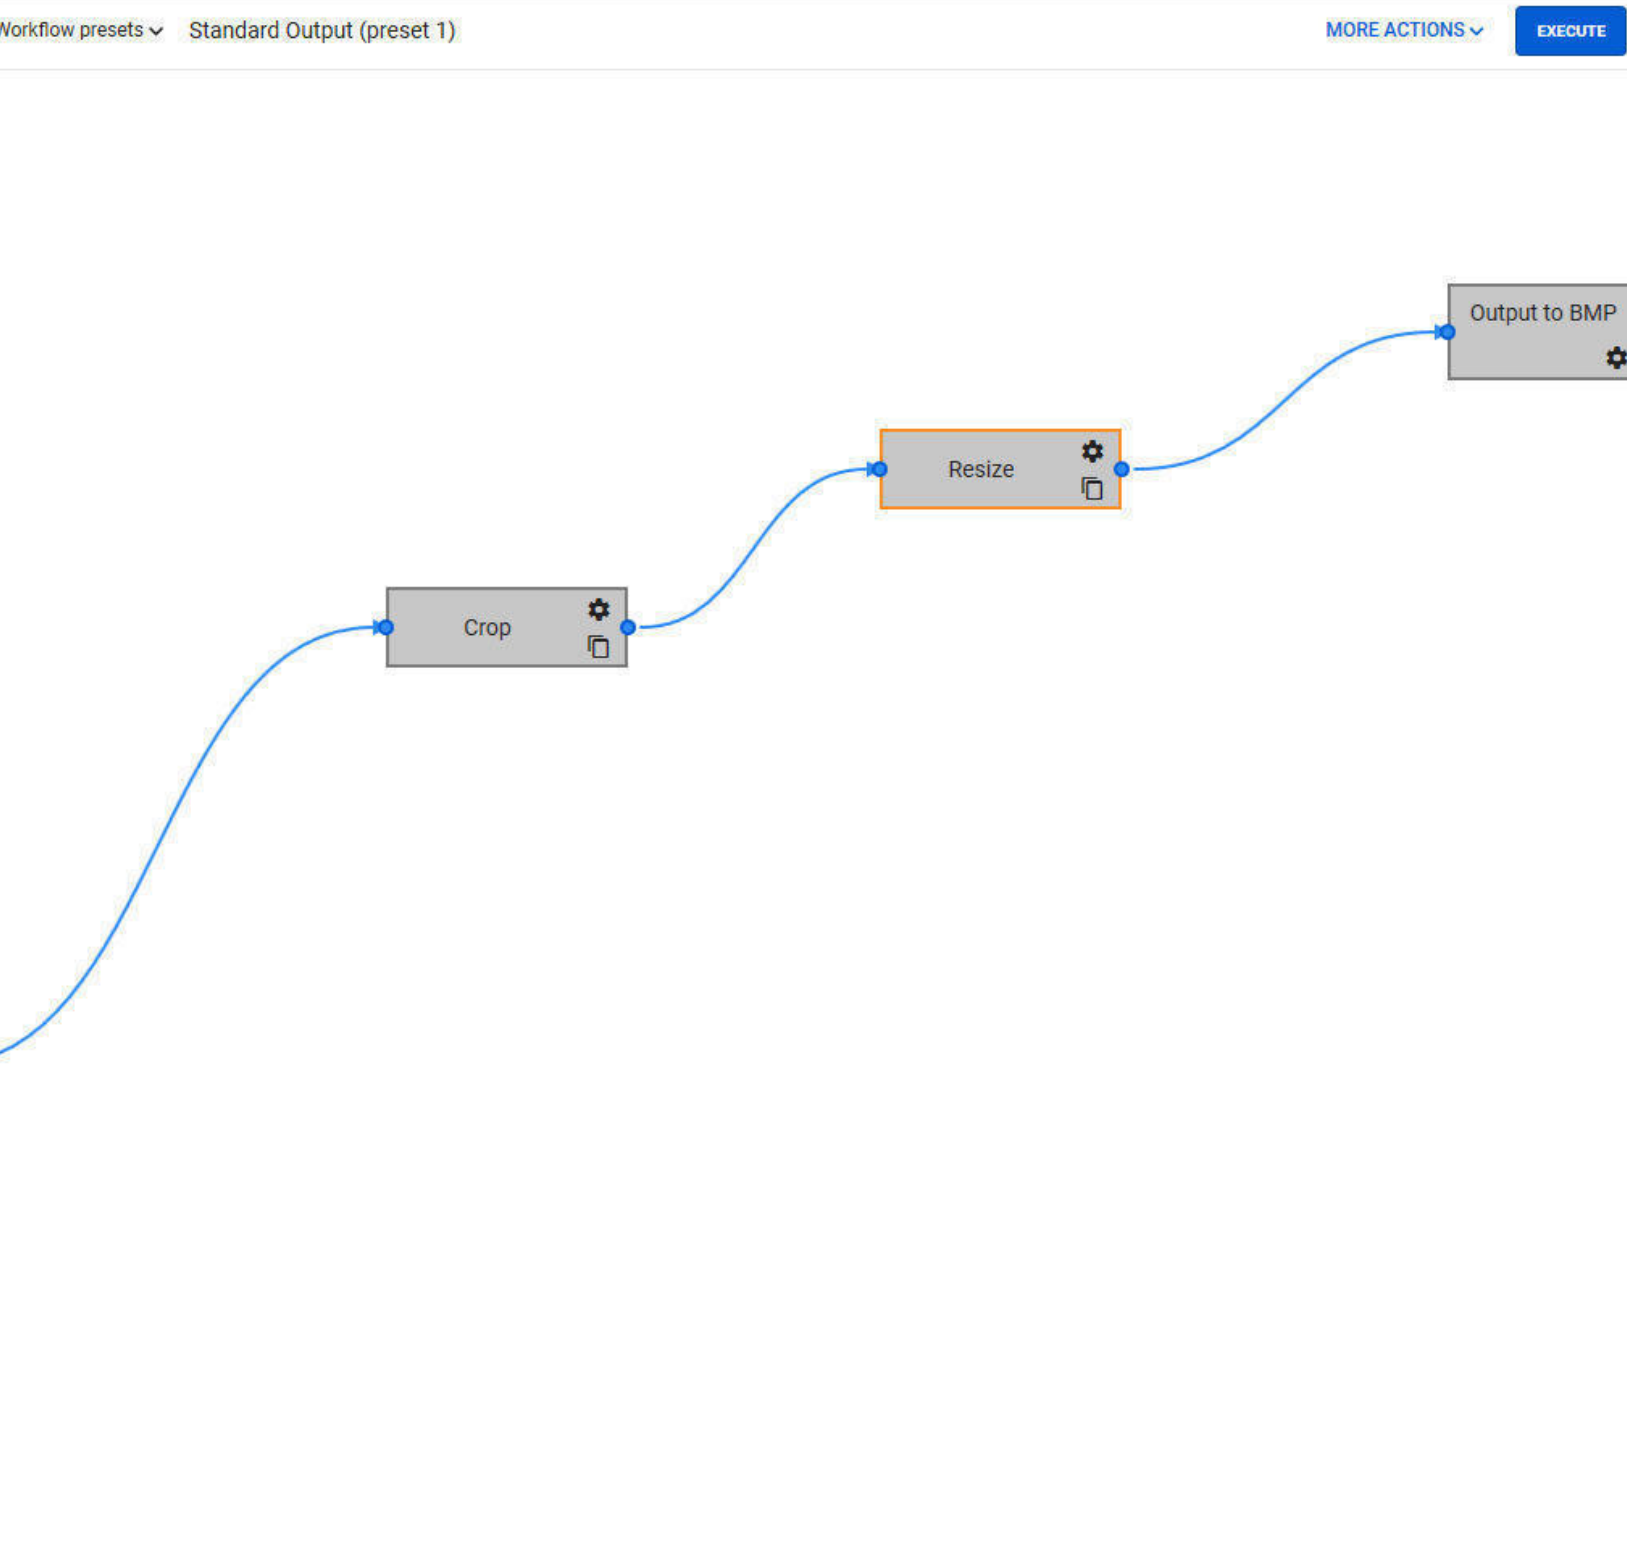 Workflow presets Standard Output (preset 1) MORE ACTIONS EXECUTE
Output to BMP
Resize
Crop